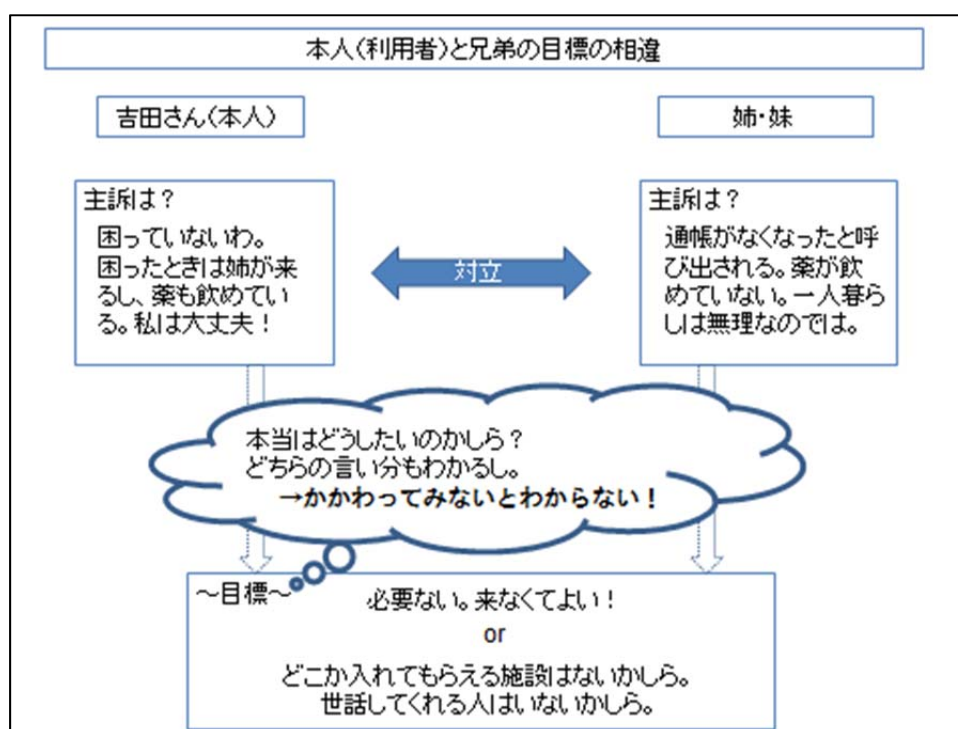 本人(利用者)と兄弟の目標の相違
吉田さん(本人)
姉・妹
主訴は?
困っていないわ。
困ったときは姉が来
るし、薬も飲めてい
る。私は大丈夫!
対立
主訴は?
通帳がなくなったと呼
び出される。薬が飲
めていない。一人暮ら
しは無理なのでは。
本当はどうしたいのかしら?
どちらの言い分もわかるし。
→かかわってみないとわからない!
~目標~
必要ない。来なくてよい!
or
どこか入れてもらえる施設はないかしら。
世話してくれる人はいないかしら。